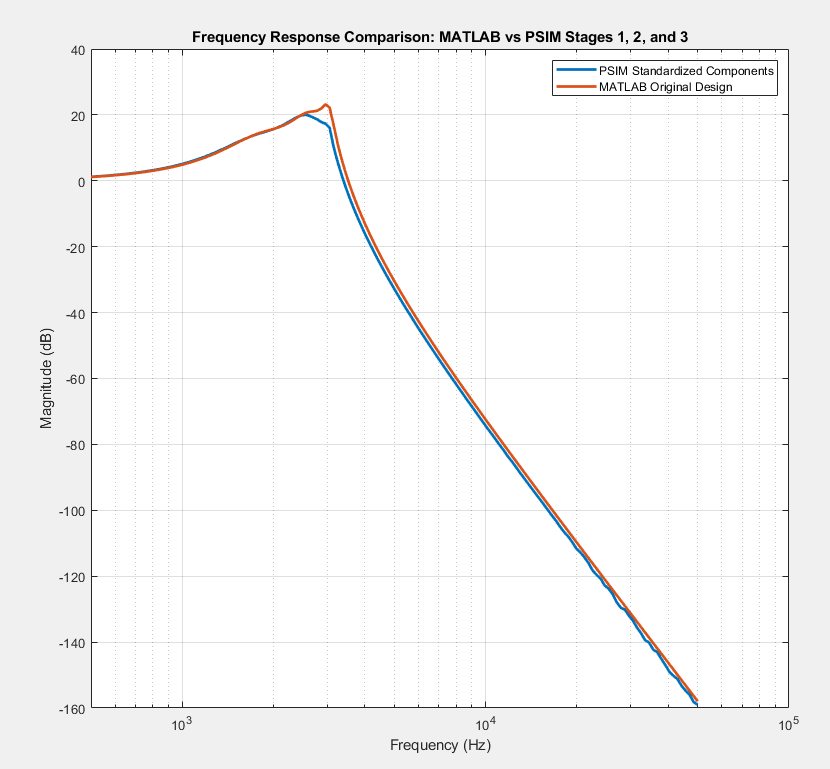 Frequency Response Comparison: MATLAB vs PSIM Stages 1, 2, and 3
PSIM Standardized Components
MATLAB Original Design
Magnitude (dB)
40
20
0
-20
-40
-60
-80
-100
-120
-140
-160
10³
10⁴
10⁵
Frequency (Hz)